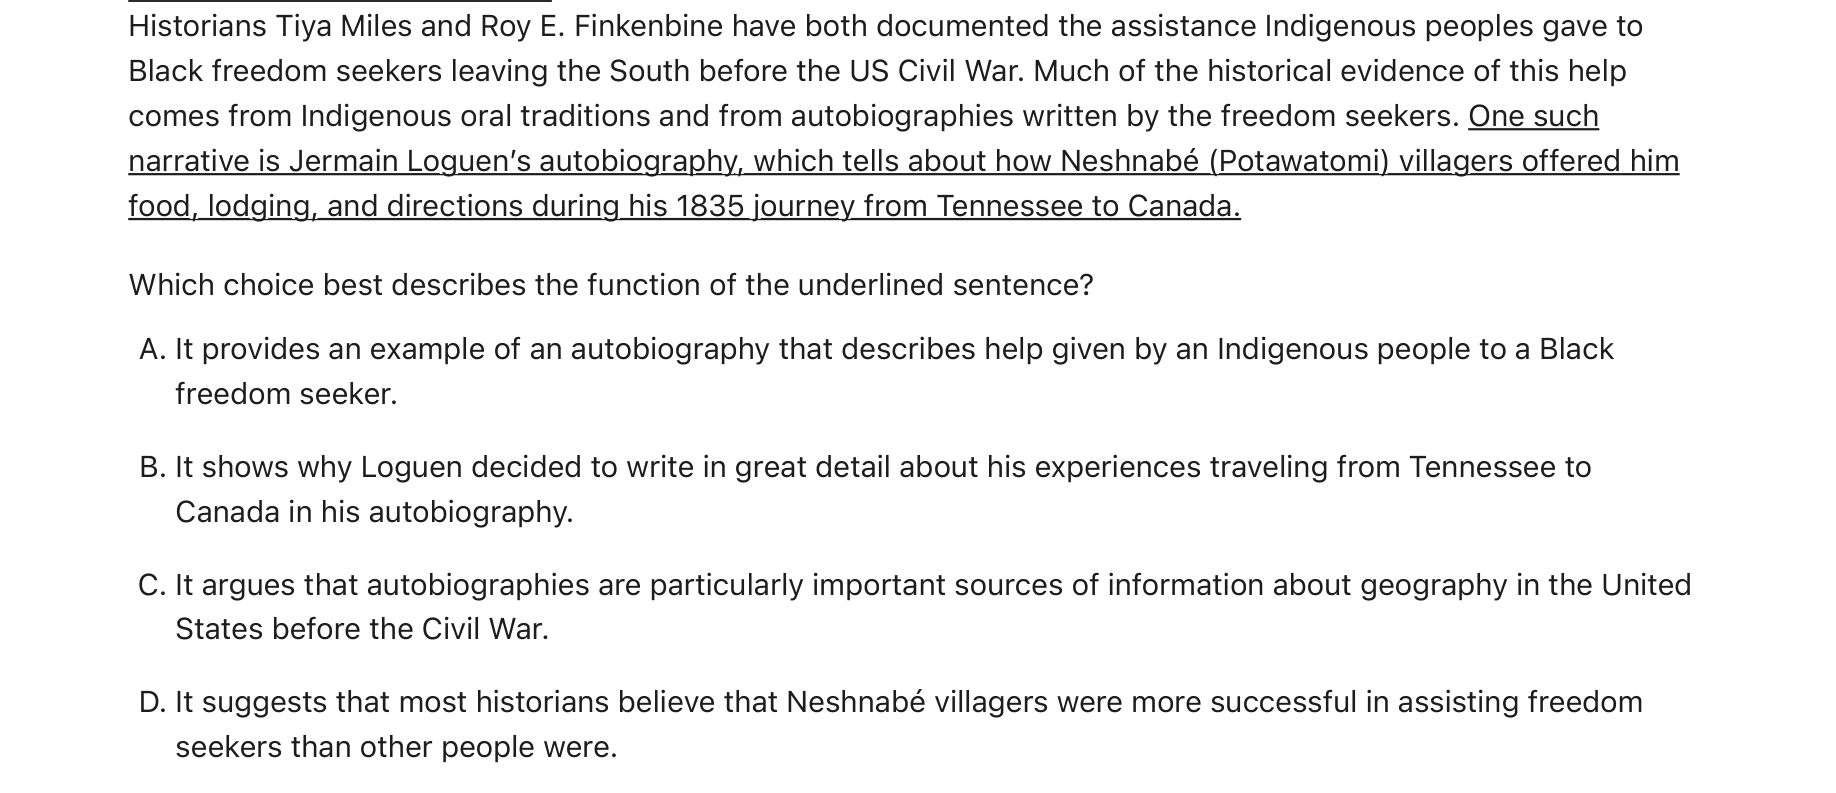 Historians Tiya Miles and Roy E. Finkenbine have both documented the assistance Indigenous peoples gave to
Black freedom seekers leaving the South before the US Civil War. Much of the historical evidence of this help
comes from Indigenous oral traditions and from autobiographies written by the freedom seekers. One such
narrative is Jermain Loguen’s autobiography, which tells about how Neshnabé (Potawatomi) villagers offered him
food, lodging, and directions during his 1835 journey from Tennessee to Canada.
Which choice best describes the function of the underlined sentence?
A. It provides an example of an autobiography that describes help given by an Indigenous people to a Black
freedom seeker.
B. It shows why Loguen decided to write in great detail about his experiences traveling from Tennessee to
Canada in his autobiography.
C. It argues that autobiographies are particularly important sources of information about geography in the United
States before the Civil War.
D. It suggests that most historians believe that Neshnabé villagers were more successful in assisting freedom
seekers than other people were.